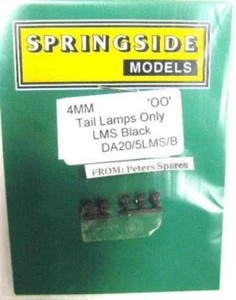 SPRINGSIDE
MODELS
4MM 'OO'
Tail Lamps Only
LMS Black
DA20/5LMS/B
FROM: Peters Spares